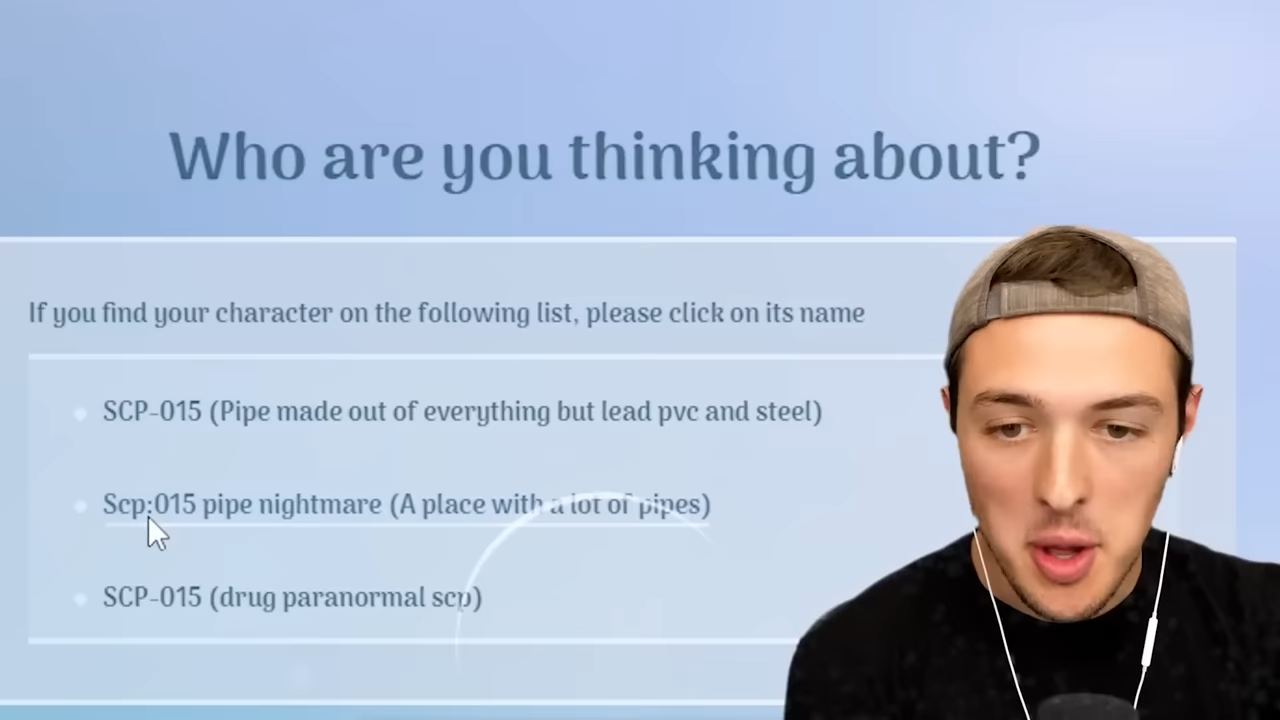 Who are you thinking about?
If you find your character on the following list, please click on its name
SCP-015 (Pipe made out of everything but lead pvc and steel)
Scp:015 pipe nightmare (A place with a lot of pipes)
SCP-015 (drug paranormal scp)